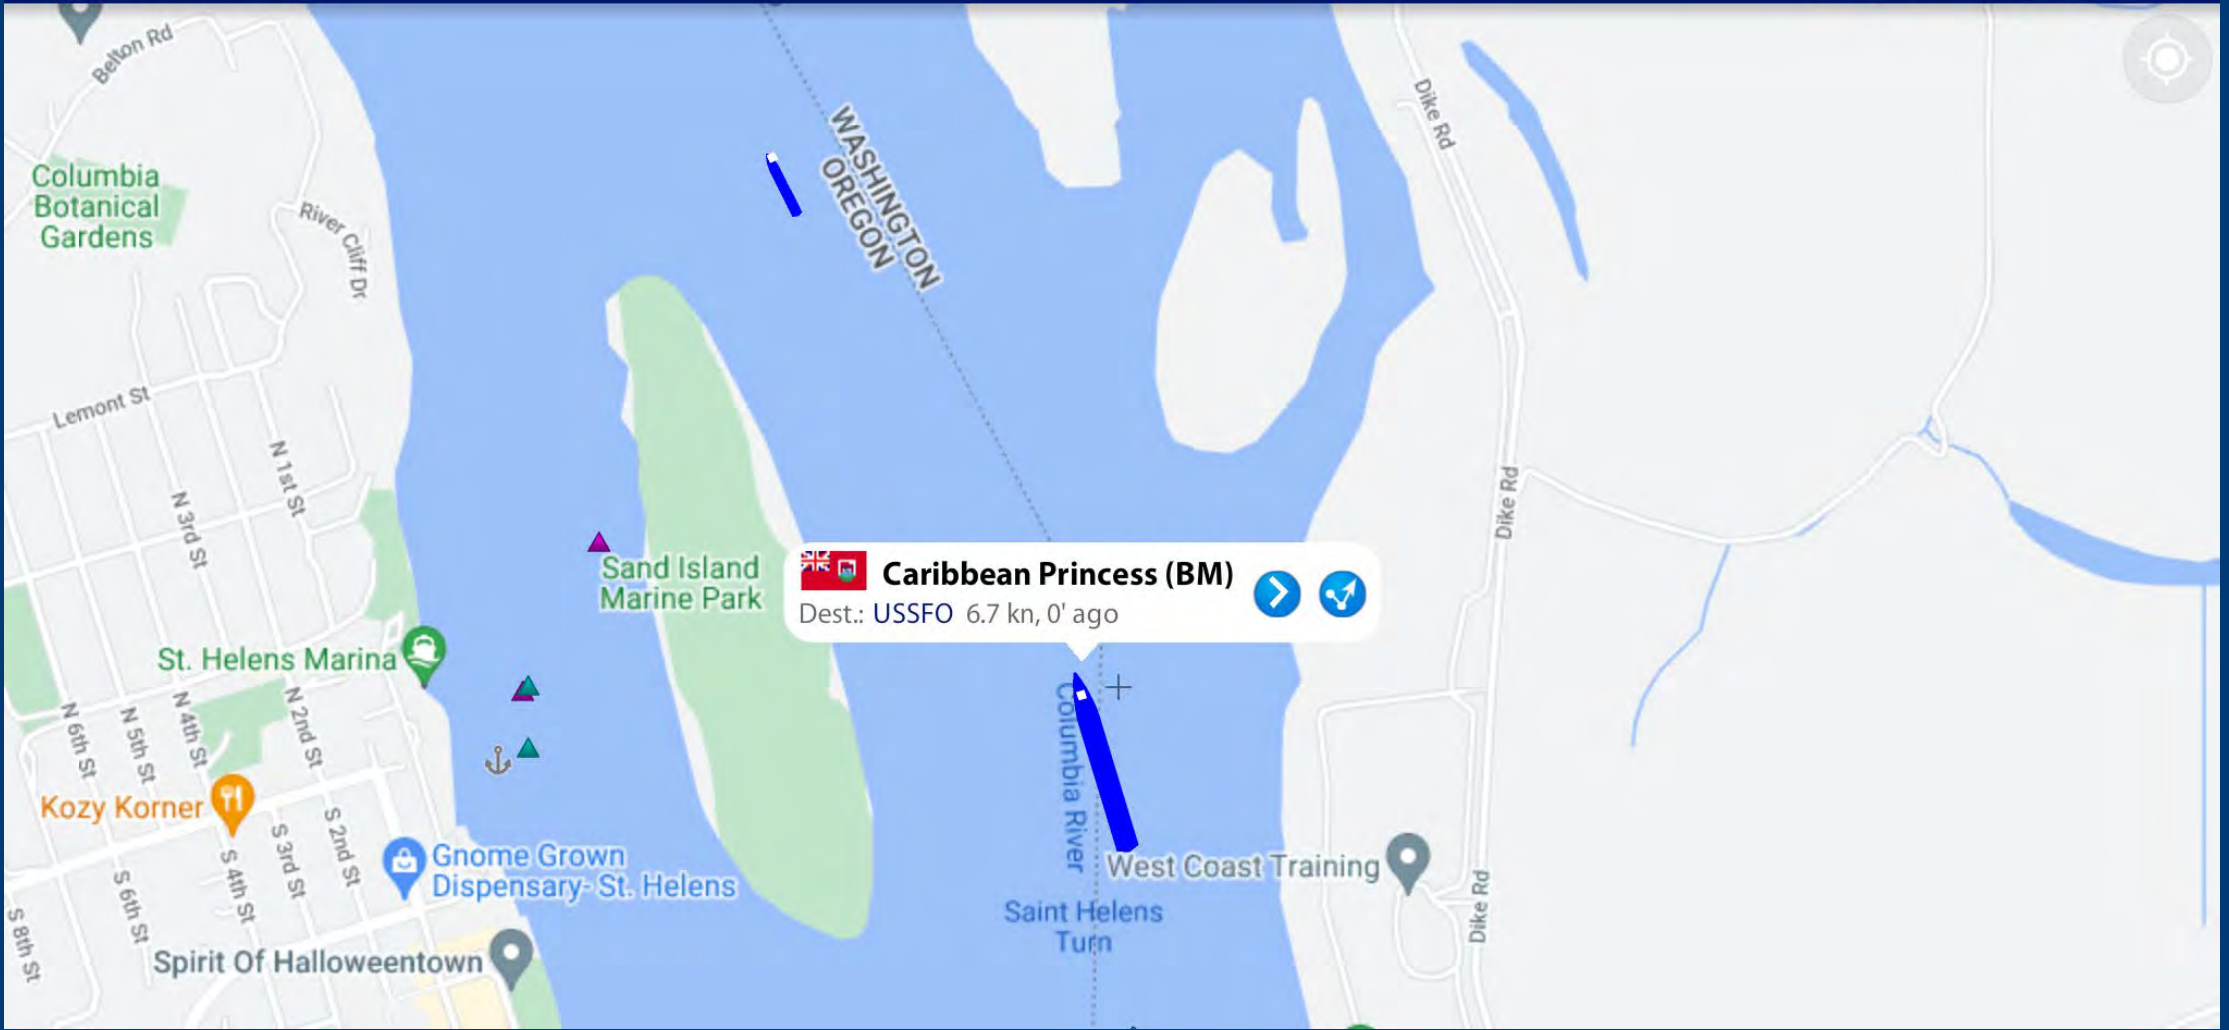 Belton Rd
Columbia
Botanical
Gardens
River Cliff Dr
WASHINGTON
OREGON
Dike Rd
Lemont St
N 1st St
N 3rd St
Dike Rd
Sand Island
Marine Park
Caribbean Princess (BM)
Dest.: USSFO 6.7 kn, 0' ago
St. Helens Marina
N 6th St
N 5th St
N 4th St
N 2nd St
Columbia River
Kozy Korner
S 2nd St
S 3rd St
S 4th St
S 6th St
S 8th St
Gnome Grown
Dispensary- St. Helens
West Coast Training
Dike Rd
Saint Helens
Turn
Spirit Of Halloweentown